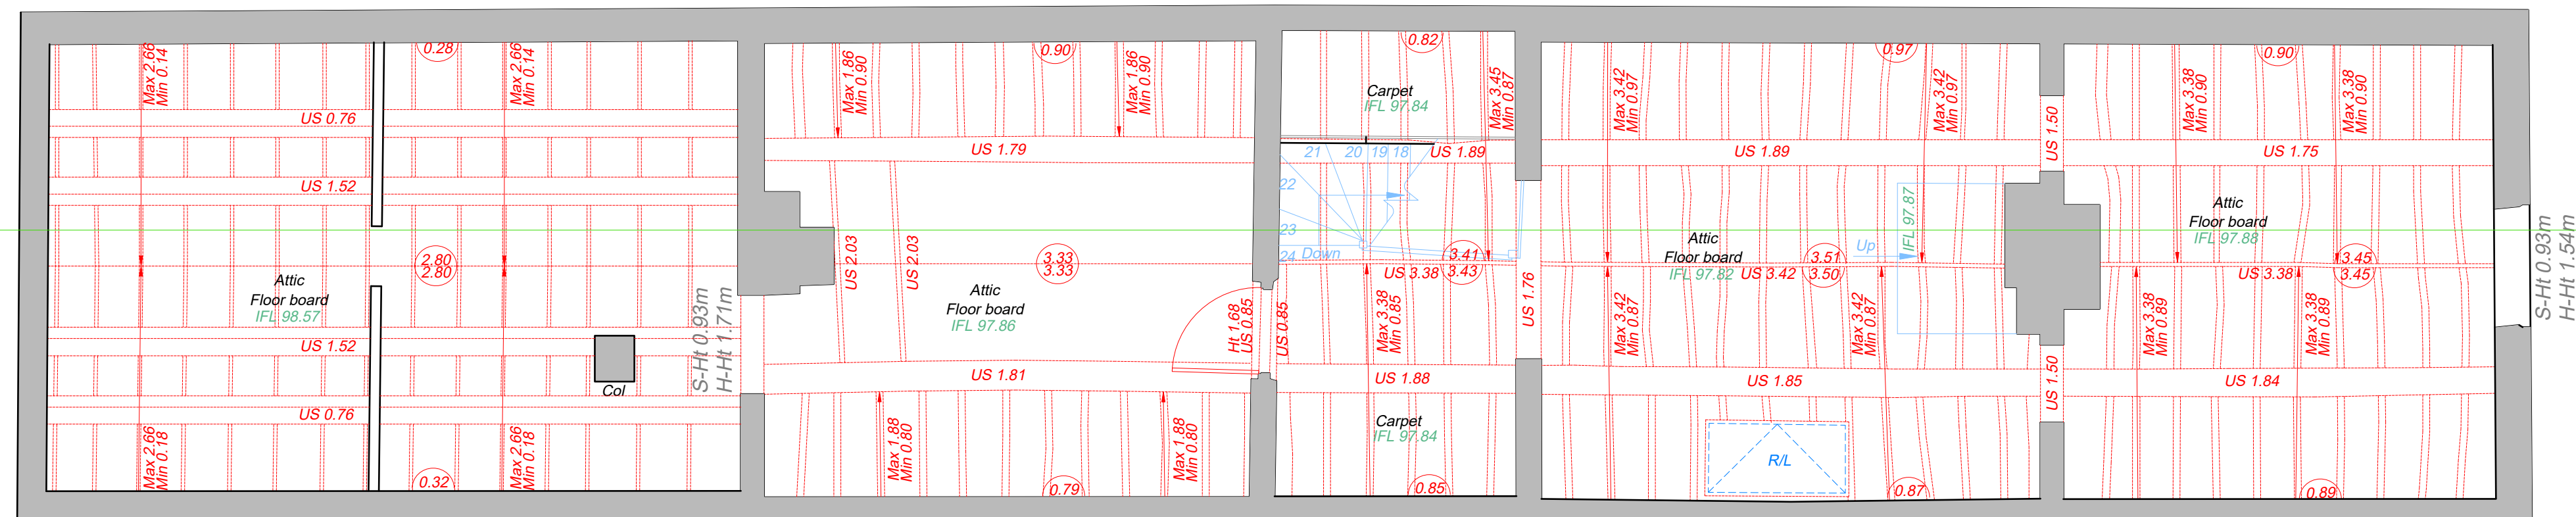 Max 2.66
Min 0.14
0.28
Max 2.66
Min 0.14
US 0.76
US 1.52
2.80
2.80
Attic
Floor board
IFL 98.57
US 1.52
Col
US 0.76
Max 2.66
Min 0.18
0.32
Max 2.66
Min 0.18
S-Ht 0.93m
H-Ht 1.71m
Max 1.86
Min 0.90
0.90
Max 1.86
Min 0.90
US 1.79
US 2.03
US 2.03
3.33
3.33
Attic
Floor board
IFL 97.86
Ht 1.68
US 0.85
US 0.85
US 1.81
Max 1.88
Min 0.80
0.79
Max 1.88
Min 0.80
0.82
Carpet
IFL 97.84
Max 3.45
Min 0.87
21
20
19
18
US 1.89
22
23
24
Down
3.41
3.43
US 3.38
US 1.76
Max 3.38
Min 0.85
US 1.88
Carpet
IFL 97.84
0.85
Max 3.42
Min 0.97
0.97
Max 3.42
Min 0.97
US 1.89
US 1.50
IFL 97.87
Attic
Floor board
IFL 97.82
US 3.42
3.51
3.50
Up
Max 3.42
Min 0.87
Max 3.42
Min 0.87
US 1.85
US 1.50
R/L
0.87
Max 3.38
Min 0.90
0.90
Max 3.38
Min 0.90
US 1.75
Attic
Floor board
IFL 97.88
US 3.38
3.45
3.45
Max 3.38
Min 0.89
Max 3.38
Min 0.89
US 1.84
0.89
S-Ht 0.93m
H-Ht 1.54m